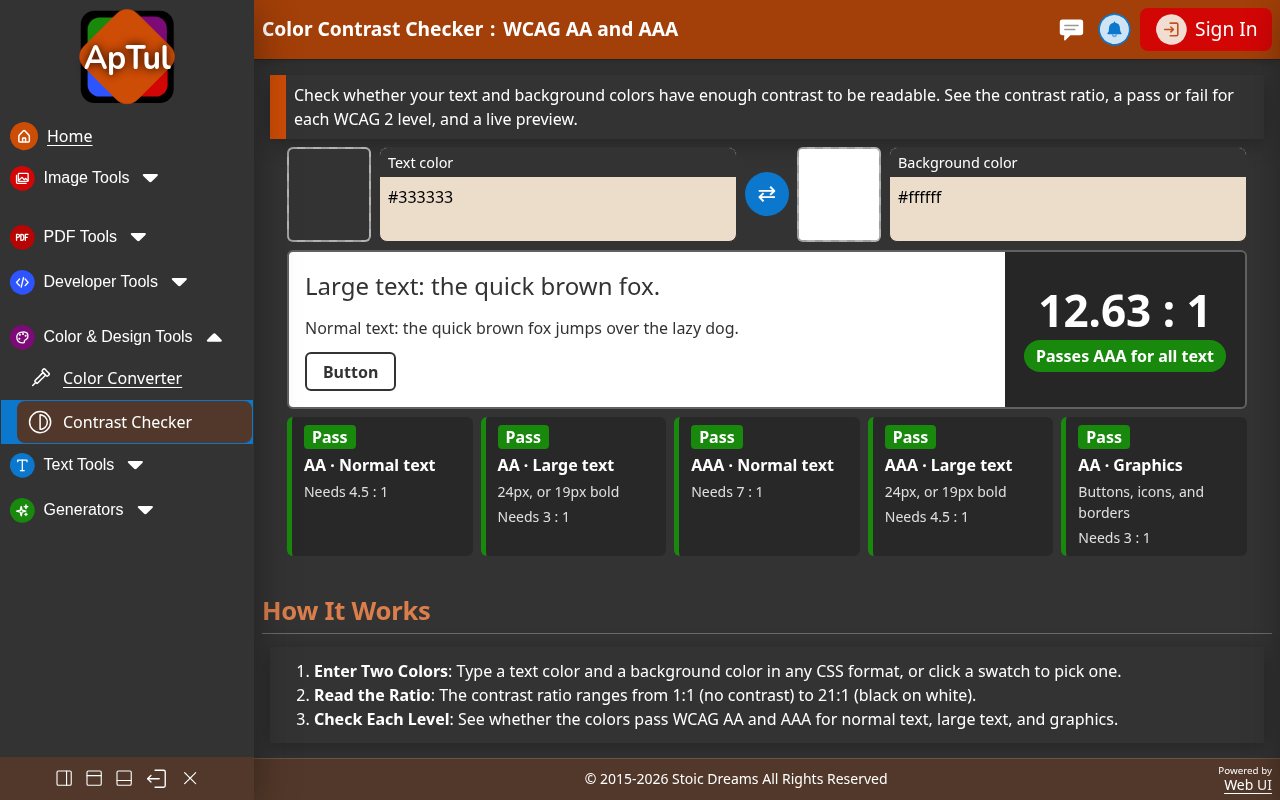 ApTul
Home
Image Tools
PDF
PDF Tools
Developer Tools
Color & Design Tools
Color Converter
Contrast Checker
Text Tools
Generators
Color Contrast Checker : WCAG AA and AAA
Sign In
Check whether your text and background colors have enough contrast to be readable. See the contrast ratio, a pass or fail for
each WCAG 2 level, and a live preview.
Text color
#333333
Background color
#ffffff
Large text: the quick brown fox.
Normal text: the quick brown fox jumps over the lazy dog.
Button
12.63 : 1
Passes AAA for all text
Pass
AA · Normal text
Needs 4.5 : 1
Pass
AA · Large text
24px, or 19px bold
Needs 3 : 1
Pass
AAA · Normal text
Needs 7 : 1
Pass
AAA · Large text
24px, or 19px bold
Needs 4.5 : 1
Pass
AA · Graphics
Buttons, icons, and
borders
Needs 3 : 1
How It Works
1. Enter Two Colors: Type a text color and a background color in any CSS format, or click a swatch to pick one.
2. Read the Ratio: The contrast ratio ranges from 1:1 (no contrast) to 21:1 (black on white).
3. Check Each Level: See whether the colors pass WCAG AA and AAA for normal text, large text, and graphics.
© 2015-2026 Stoic Dreams All Rights Reserved
Powered by
Web UI